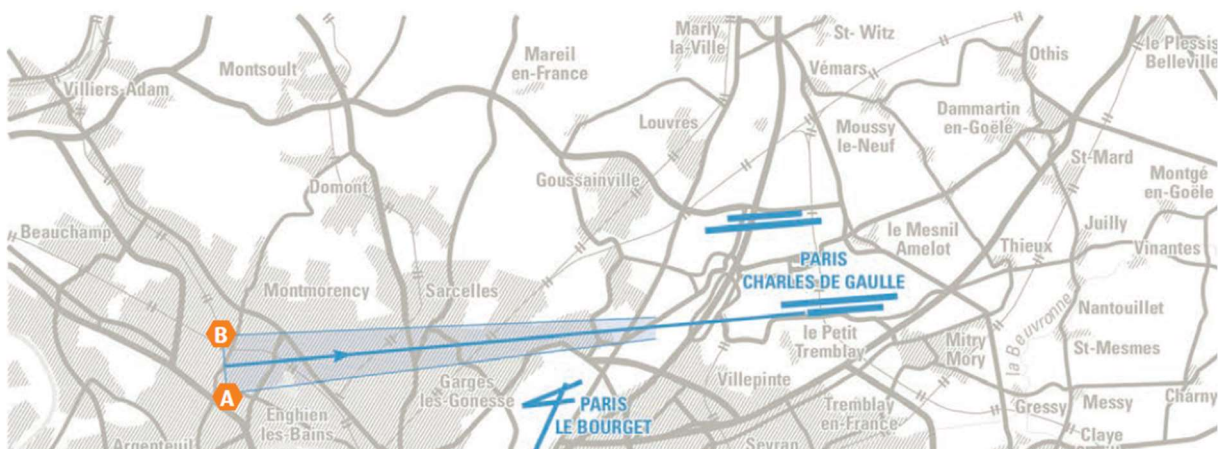 Marly
la-Ville
St- Witz
Othis
le Plessis
Belleville
Mareil
en-France
Montsoult
Vémars
Villiers-Adam
Dammartin
en-Goële
Louvres
Moussy
le-Neuf
St-Mard
Montgé
en-Goële
Goussainville
Domont
Beauchamp
le Mesnil
Amelot
Juilly
Thieux
Vinantes
PARIS
CHARLES DE GAULLE
Montmorency
Sarcelles
Nantouillet
la Beuvronne
B
le Petit
Tremblay
Mitry
Mory
St-Mesmes
A
Garges
les-Gonesse
Villepinte
Enghien
les-Bains
PARIS
LE BOURGET
Tremblay
en-France
Gressy
Messy
Charny
Argenteuil
Sevran
Claye